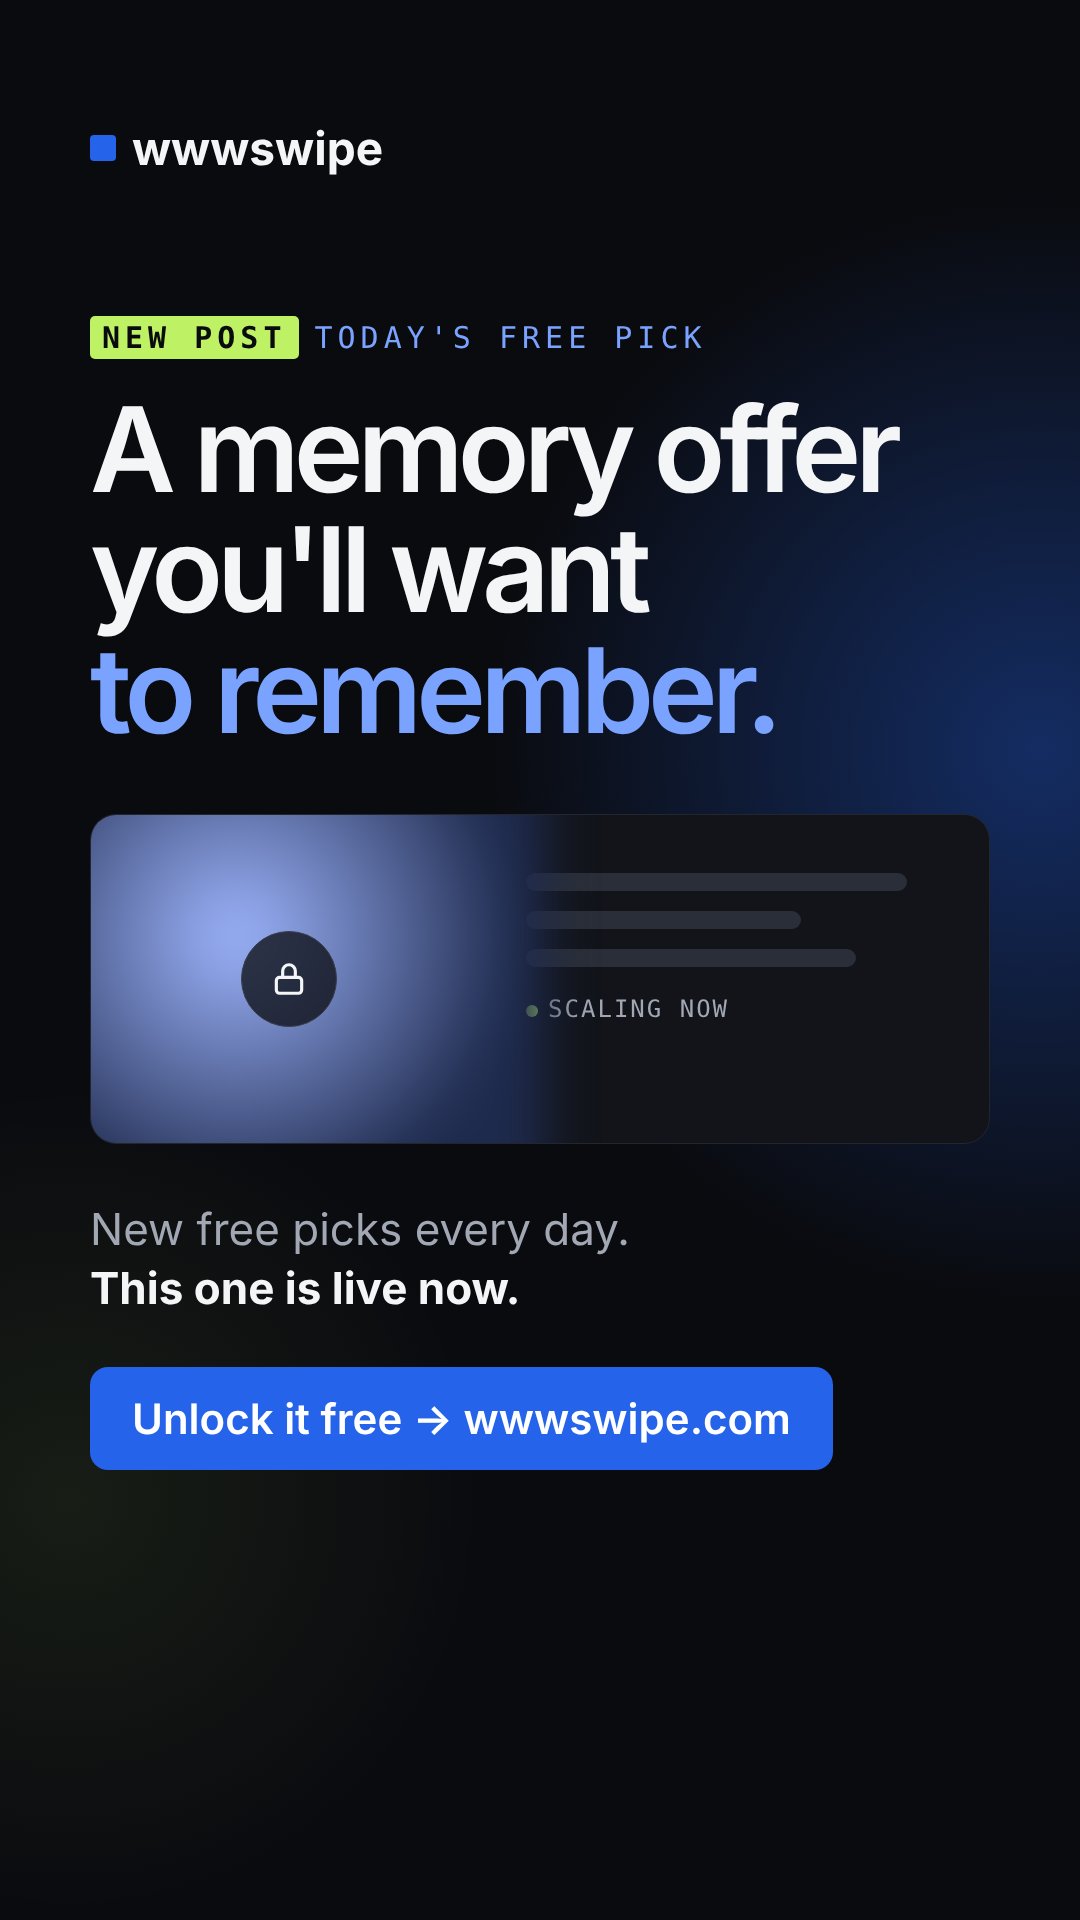 wwwswipe
NEW POST TODAY'S FREE PICK
A memory offer
you'll want
to remember.
SCALING NOW
New free picks every day.
This one is live now.
Unlock it free → wwwswipe.com